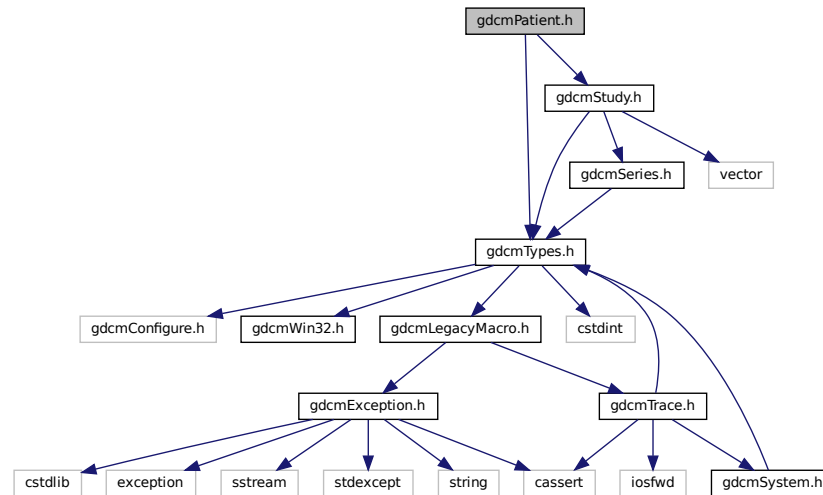 gdcmPatient.h
gdcmStudy.h
gdcmSeries.h
vector
gdcmTypes.h
gdcmConfigure.h
gdcmWin32.h
gdcmLegacyMacro.h
cstdint
gdcmException.h
gdcmTrace.h
cstdlib
exception
sstream
stdexcept
string
cassert
iosfwd
gdcmSystem.h